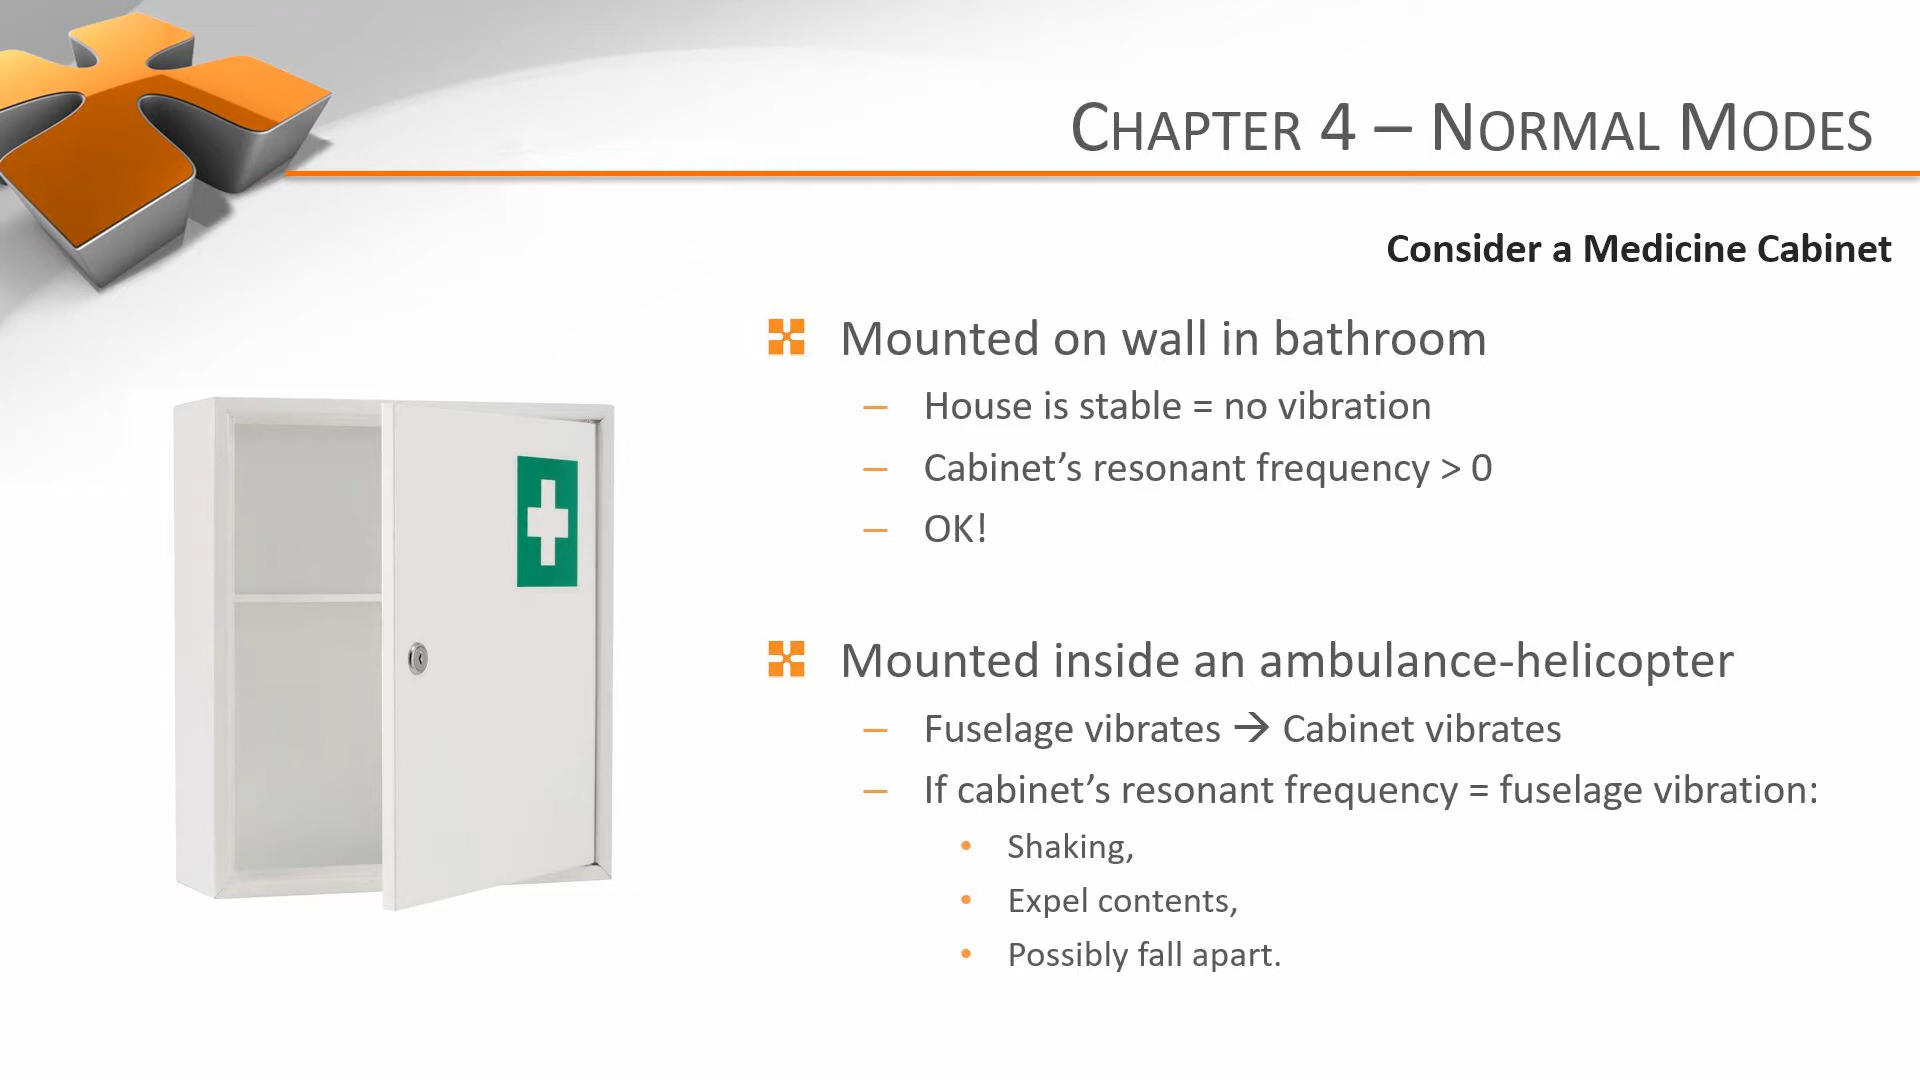 CHAPTER 4 – NORMAL MODES
Consider a Medicine Cabinet
Mounted on wall in bathroom
– House is stable = no vibration
– Cabinet’s resonant frequency > 0
– OK!
Mounted inside an ambulance-helicopter
– Fuselage vibrates → Cabinet vibrates
– If cabinet’s resonant frequency = fuselage vibration:
• Shaking,
• Expel contents,
• Possibly fall apart.